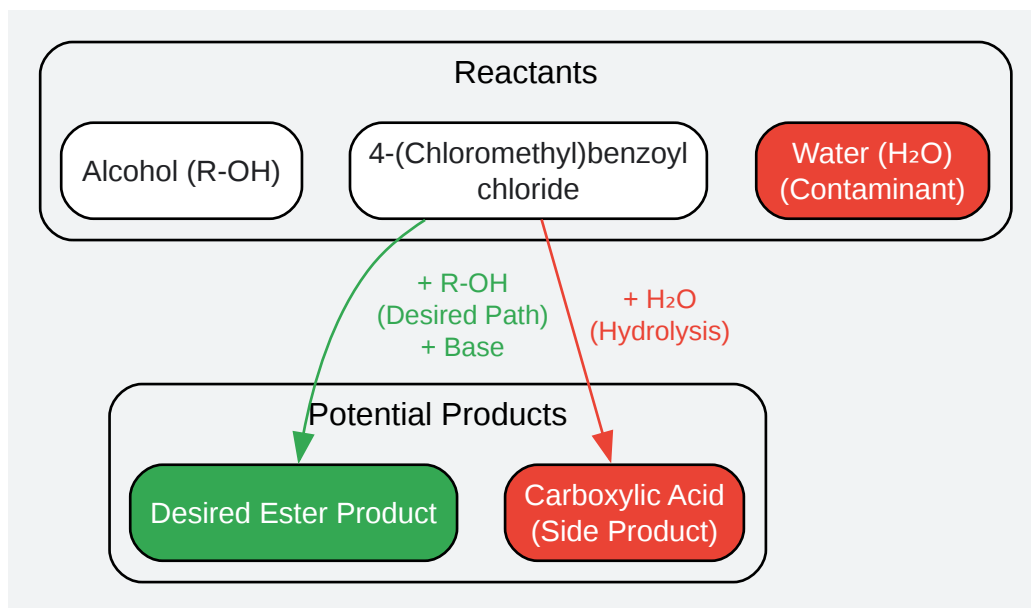 Reactants
Alcohol (R-OH)
4-(Chloromethyl)benzoyl
chloride
Water (H₂O)
(Contaminant)
+ R-OH
(Desired Path)
+ Base
+ H₂O
(Hydrolysis)
Potential Products
Desired Ester Product
Carboxylic Acid
(Side Product)